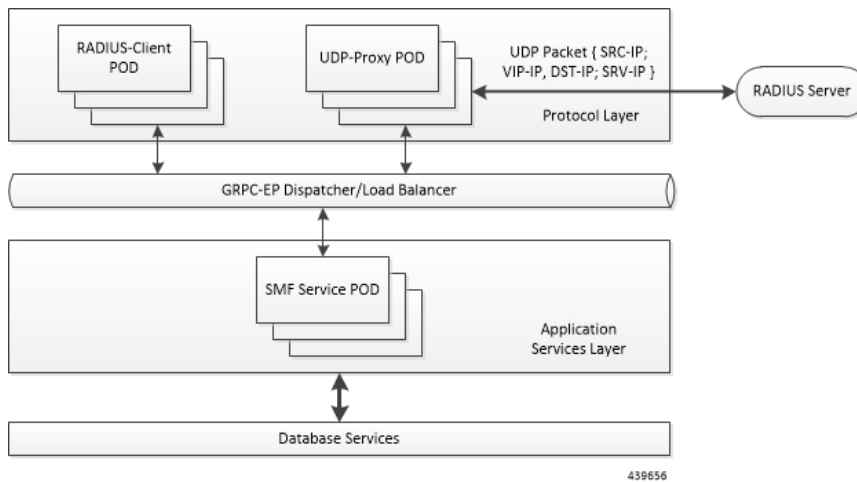 RADIUS-Client
POD
UDP-Proxy POD
UDP Packet { SRC-IP;
VIP-IP, DST-IP; SRV-IP }
RADIUS Server
Protocol Layer
GRPC-EP Dispatcher/Load Balancer
SMF Service POD
Application
Services Layer
Database Services
439656